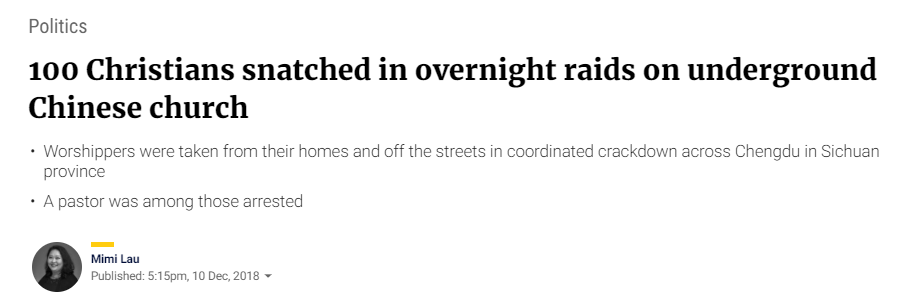 Politics
100 Christians snatched in overnight raids on underground
Chinese church
• Worshippers were taken from their homes and off the streets in coordinated crackdown across Chengdu in Sichuan
province
• A pastor was among those arrested
Mimi Lau
Published: 5:15pm, 10 Dec, 2018